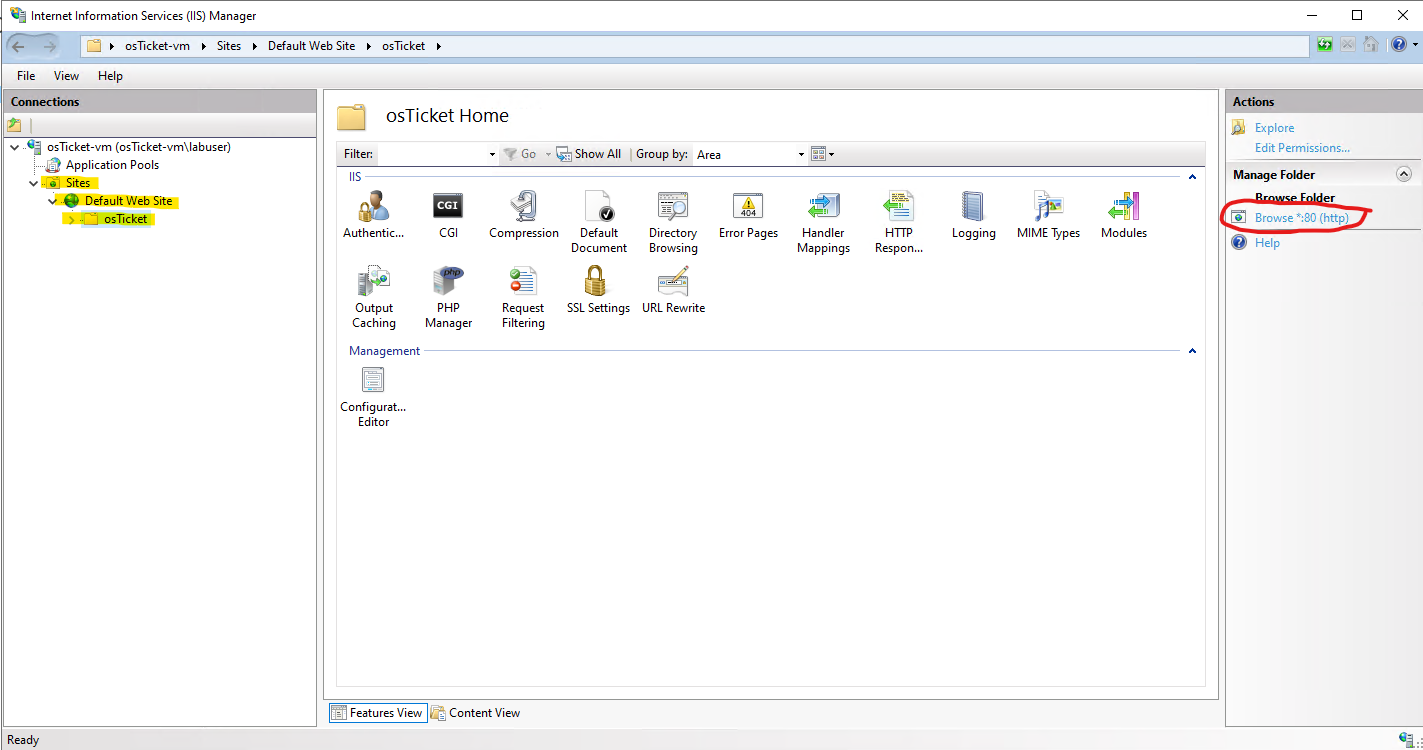 Internet Information Services (IIS) Manager
osTicket-vm Sites Default Web Site osTicket
File View Help
Connections
osTicket-vm (osTicket-vm\labuser)
Application Pools
Sites
Default Web Site
osTicket
osTicket Home
Filter: Go Show All Group by: Area
IIS
Authentic...
CGI
CGI
Compression
Default
Document
Directory
Browsing
404
Error Pages
Handler
Mappings
HTTP
Respon...
Logging
MIME Types
Modules
Output
Caching
php
PHP
Manager
Request
Filtering
SSL Settings
URL Rewrite
Management
Configurat...
Editor
Features View Content View
Actions
Explore
Edit Permissions...
Manage Folder
Browse Folder
Browse *:80 (http)
Help
Ready